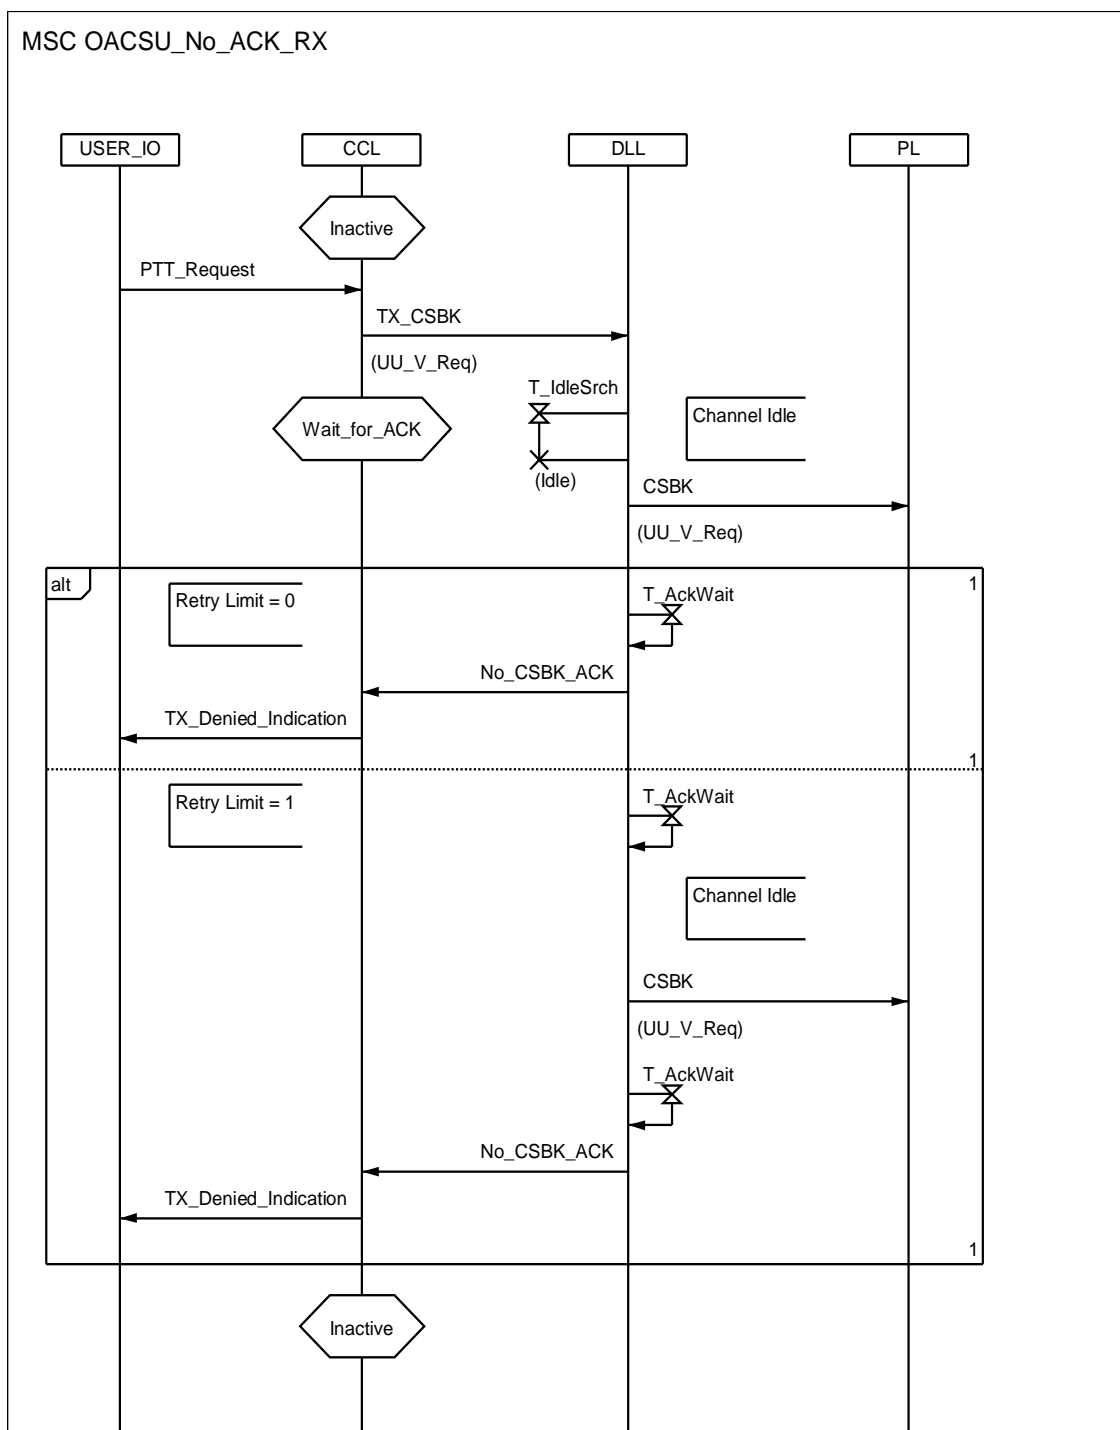 MSC OACSU_No_ACK_RX
USER_IO
CCL
DLL
PL
Inactive
PTT_Request
TX_CSBK
(UU_V_Req)
T_IdleSrch
Channel Idle
Wait_for_ACK
(Idle)
CSBK
(UU_V_Req)
alt
1
Retry Limit = 0
T_AckWait
No_CSBK_ACK
TX_Denied_Indication
1
Retry Limit = 1
T_AckWait
Channel Idle
CSBK
(UU_V_Req)
T_AckWait
No_CSBK_ACK
TX_Denied_Indication
1
Inactive